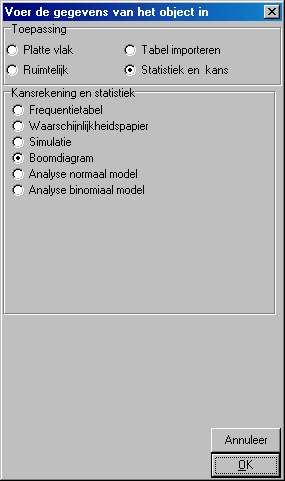 Voer de gegevens van het object in
Toepassing
Platte vlak
Tabel importeren
Ruimtelijk
Statistiek en kans
Kansrekening en statistiek
Frequentietabel
Waarschijnlijkheidspapier
Simulatie
Boomdiagram
Analyse normaal model
Analyse binomiaal model
Annuleer
OK